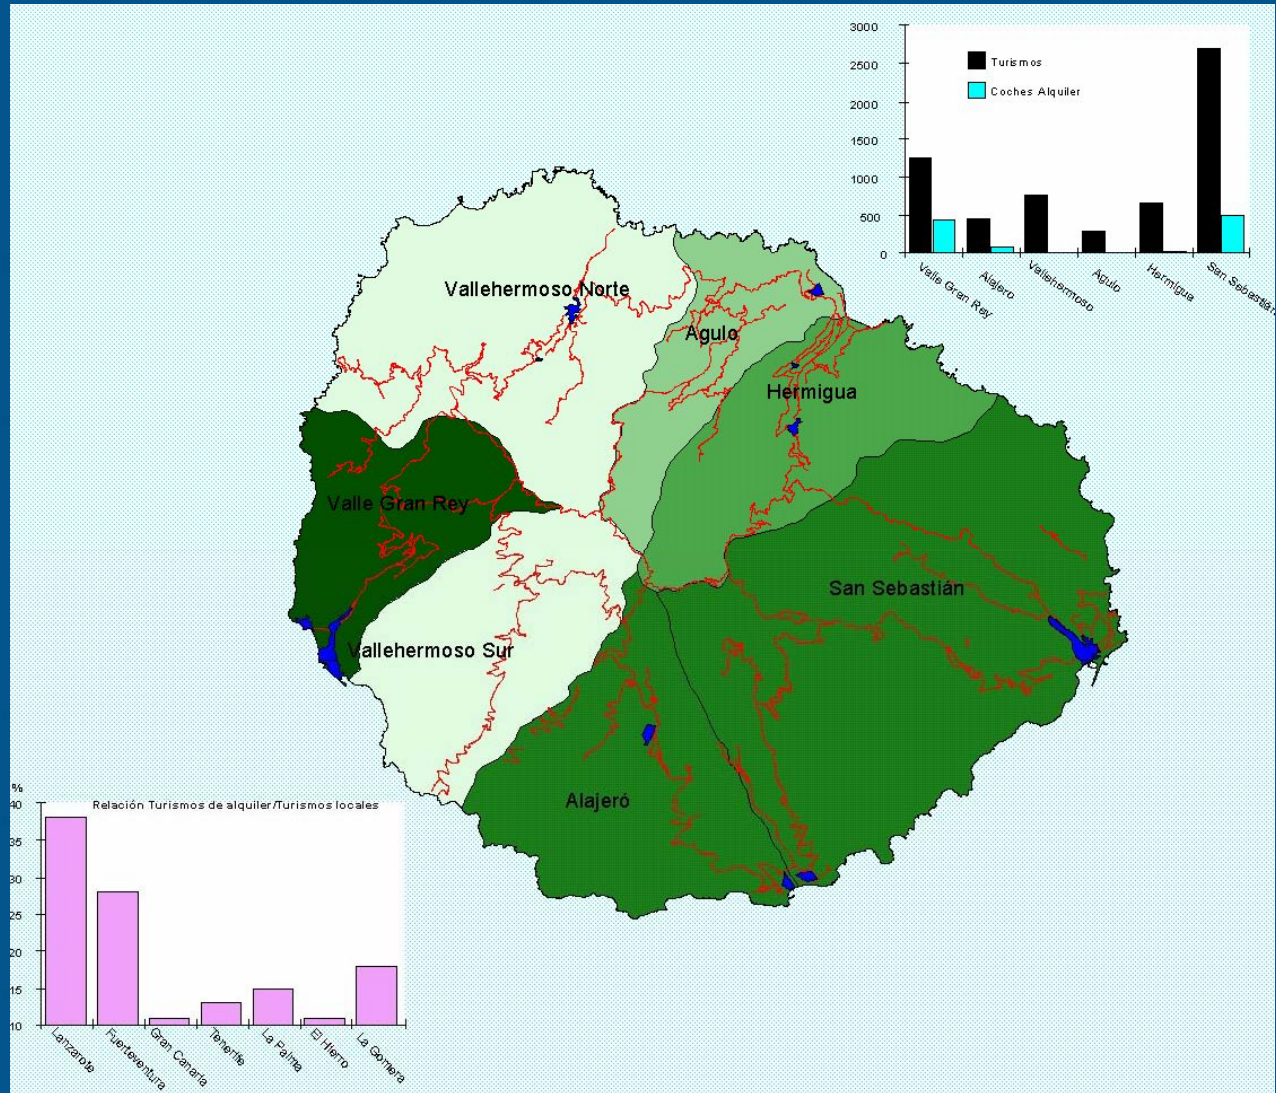 3000
2500
2000
1500
1000
500
0
Turismos
Coches Alquiler
Valle Gran Rey
Alajero
Vallehermoso
Agulo
Hermigua
San Sebastián
Vallehermoso Norte
Agulo
Hermigua
Valle Gran Rey
San Sebastián
Vallehermoso Sur
Alajeró
%
Relación Turismos de alquiler/Turismos locales
40
35
30
25
20
15
10
Lanzarote
Fuerteventura
Gran Canaria
Tenerife
La Palma
El Hierro
La Gomera